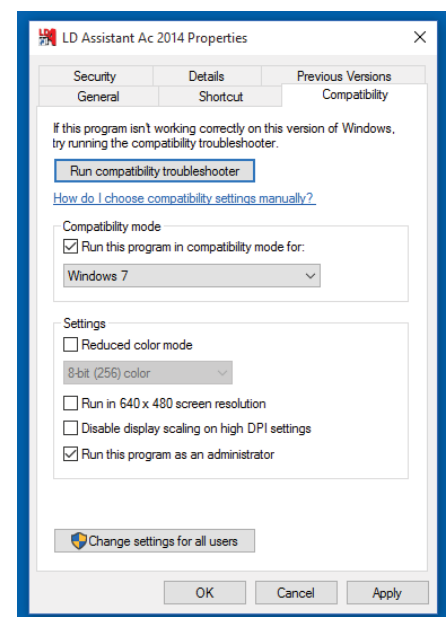 LD Assistant Ac 2014 Properties
Security Details Previous Versions
General Shortcut Compatibility
If this program isn't working correctly on this version of Windows,
try running the compatibility troubleshooter.
Run compatibility troubleshooter
How do I choose compatibility settings manually?
Compatibility mode
Run this program in compatibility mode for:
Windows 7
Settings
Reduced color mode
8-bit (256) color
Run in 640 x 480 screen resolution
Disable display scaling on high DPI settings
Run this program as an administrator
Change settings for all users
OK Cancel Apply